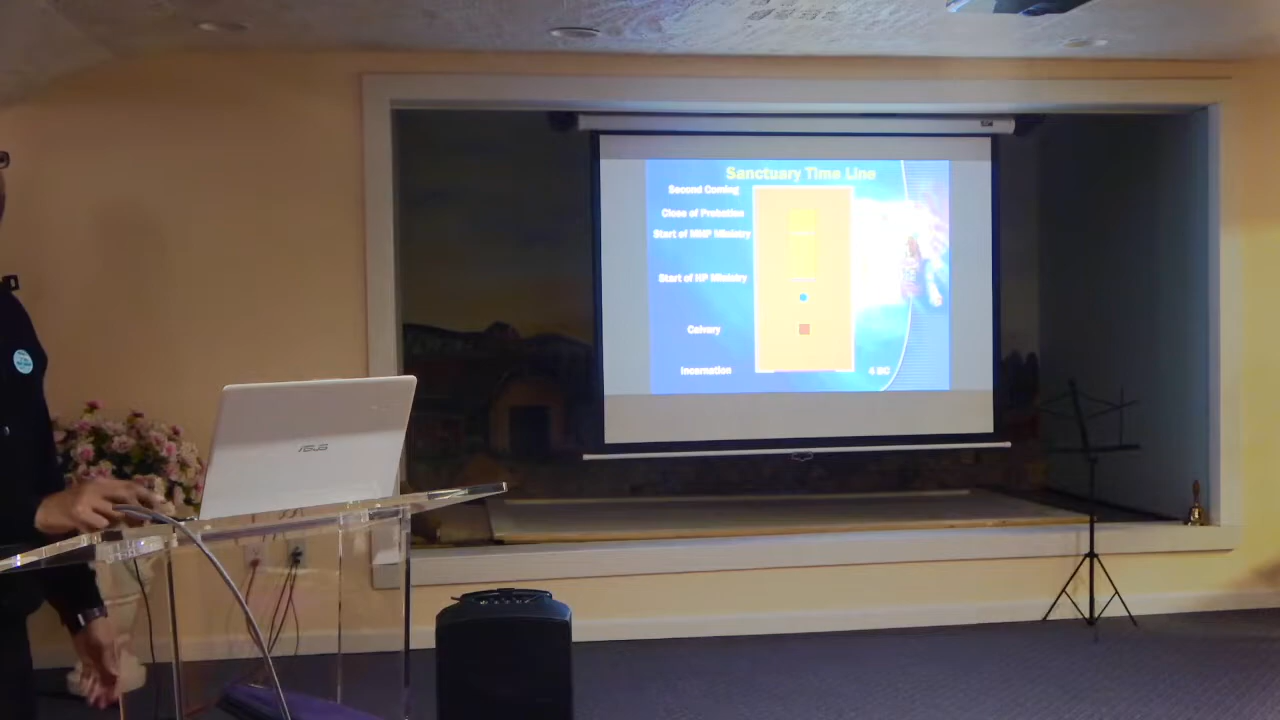 Sanctuary Time Line
Second Coming
Close of Probation
Start of MHP Ministry
Start of HP Ministry
Calvary
Incarnation
4 BC
ASUS